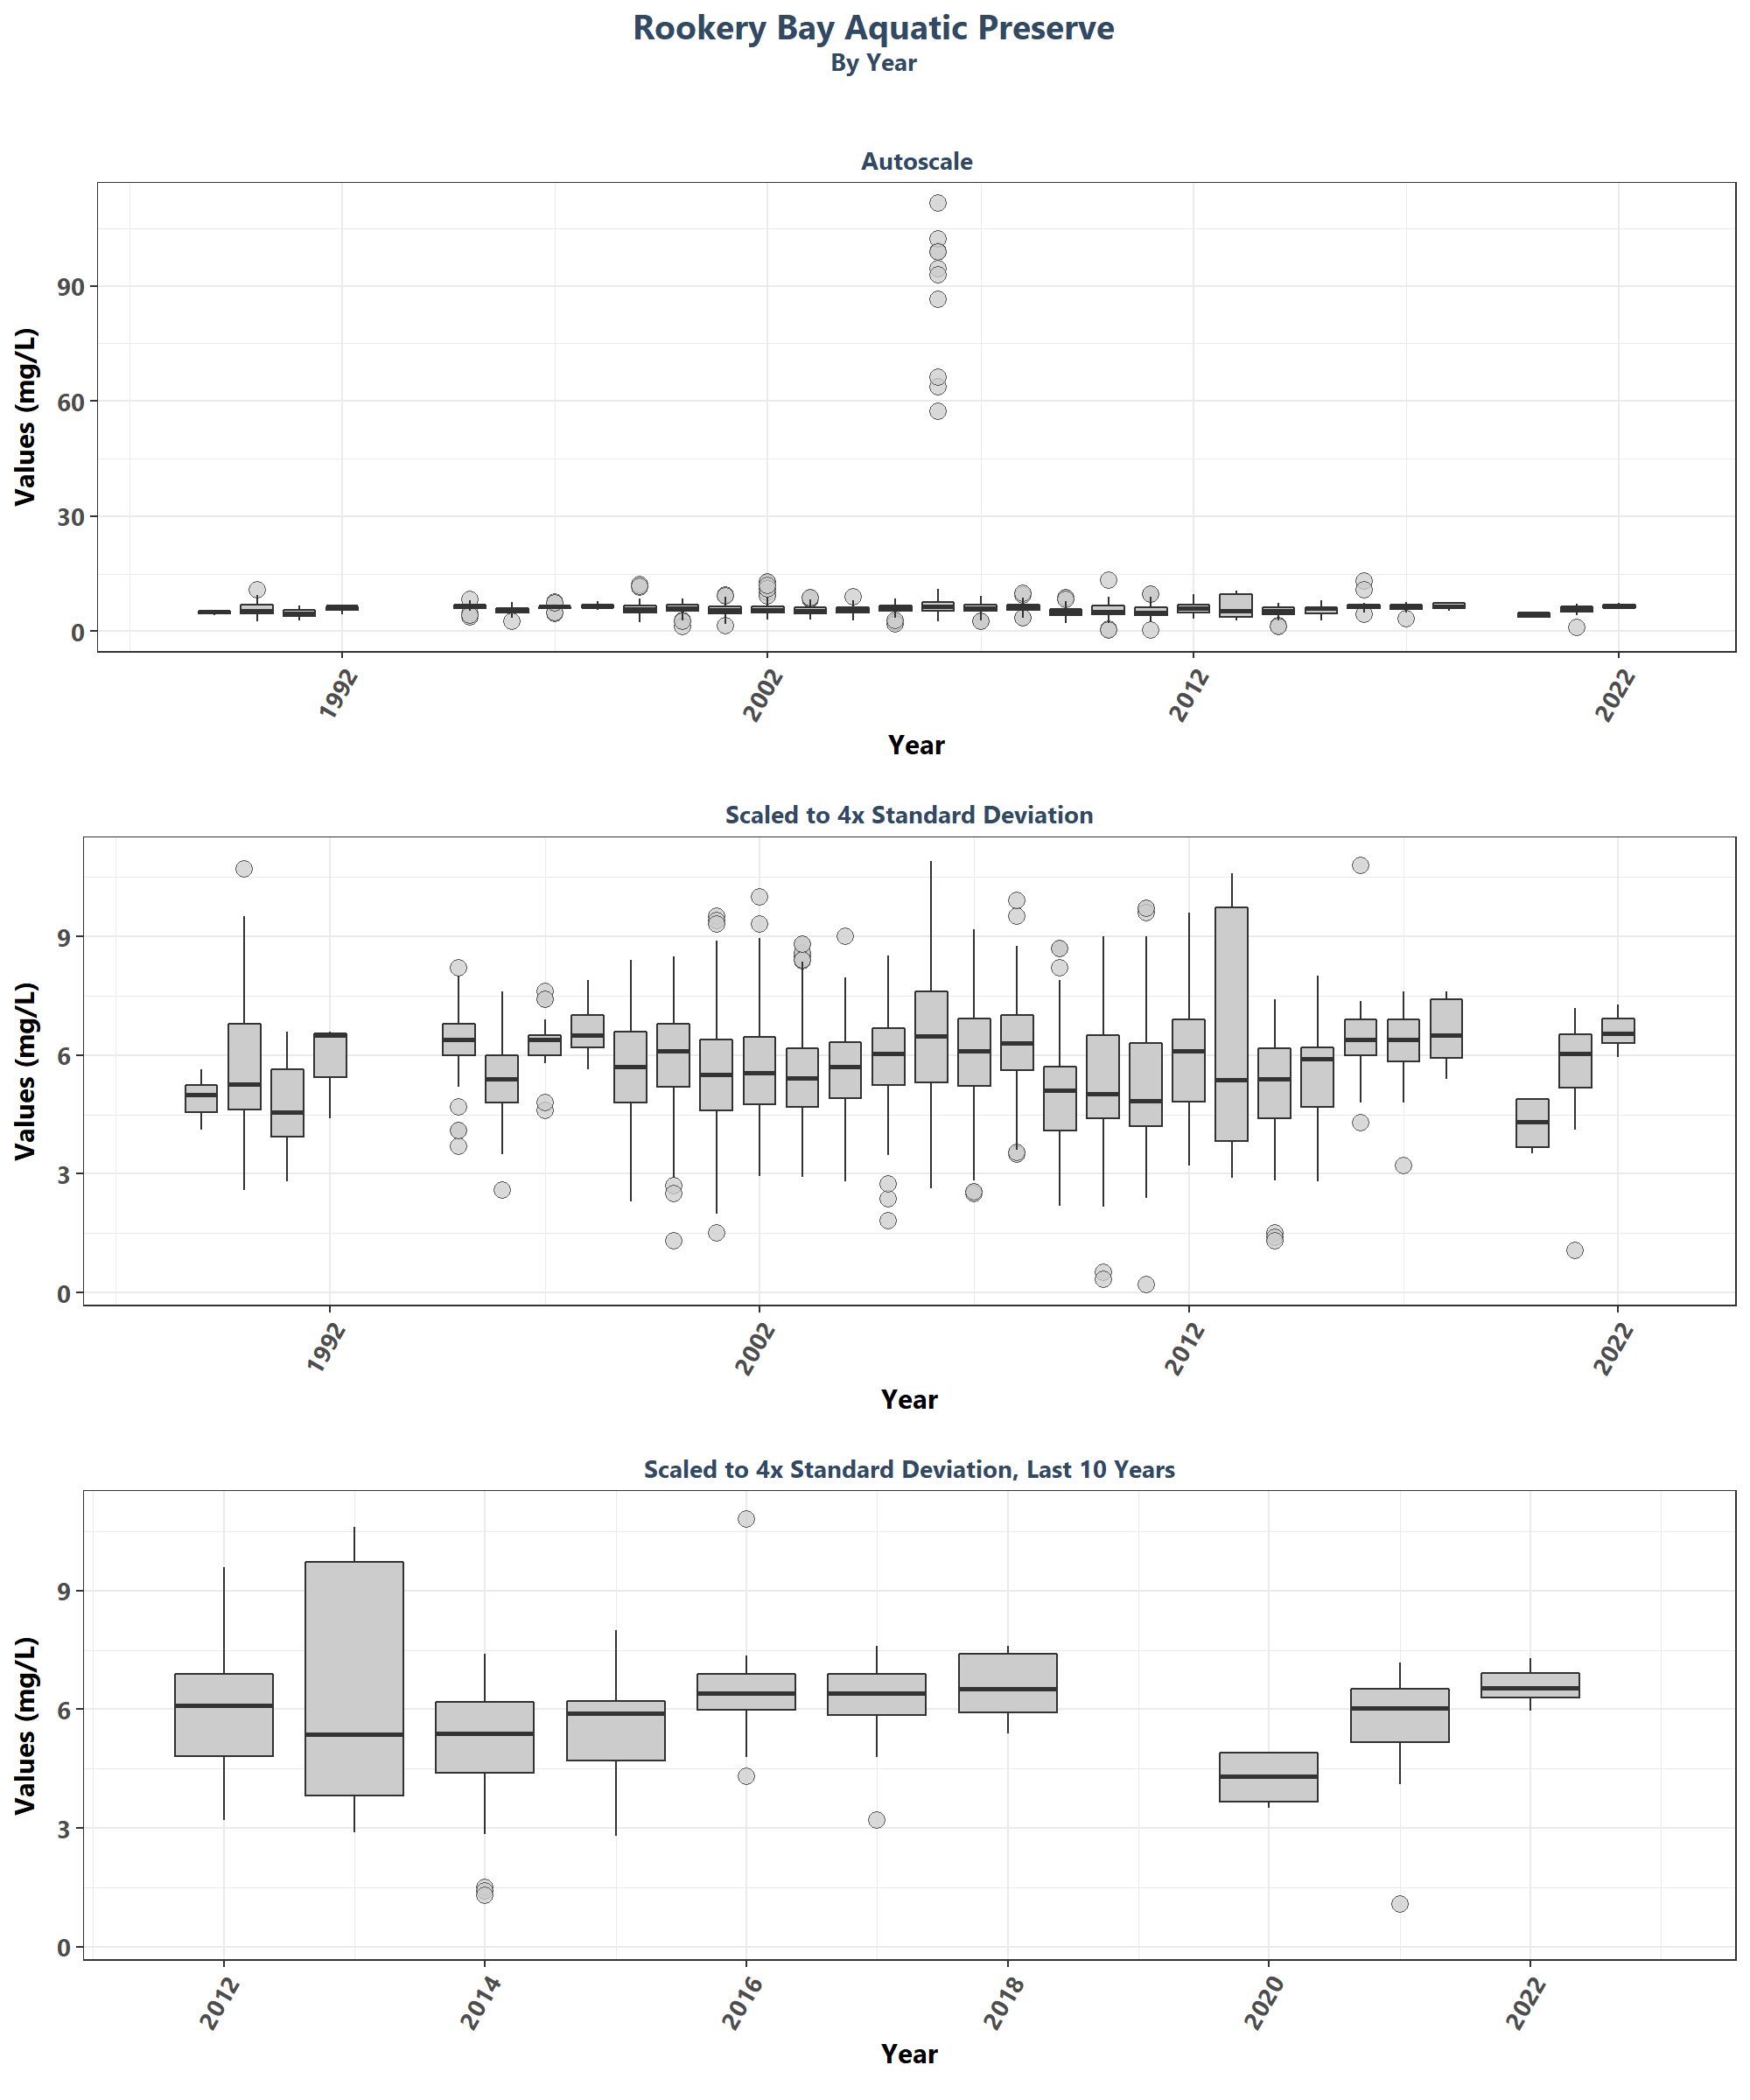 Rookery Bay Aquatic Preserve
By Year
Autoscale
Values (mg/L)
90
60
30
0
1992 2002 2012 2022
Year
Scaled to 4x Standard Deviation
Values (mg/L)
9
6
3
0
1992 2002 2012 2022
Year
Scaled to 4x Standard Deviation, Last 10 Years
Values (mg/L)
9
6
3
0
2012 2014 2016 2018 2020 2022
Year